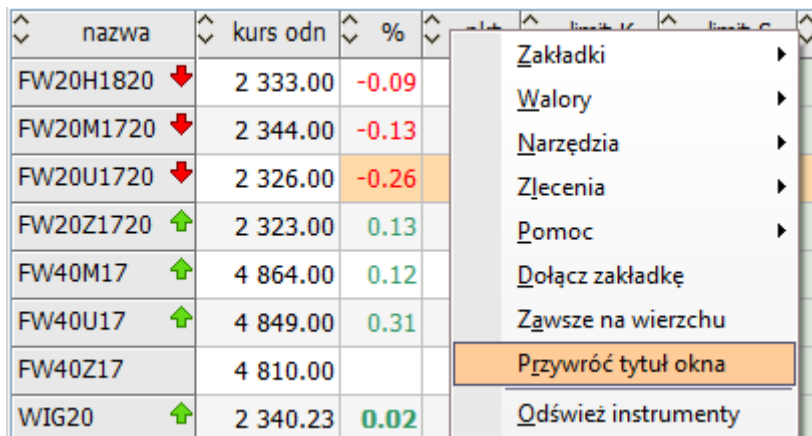 nazwa kurs odn %
FW20H1820 2 333.00 -0.09
FW20M1720 2 344.00 -0.13
FW20U1720 2 326.00 -0.26
FW20Z1720 2 323.00 0.13
FW40M17 4 864.00 0.12
FW40U17 4 849.00 0.31
FW40Z17 4 810.00
WIG20 2 340.23 0.02
Zakładki
Walory
Narzędzia
Zlecenia
Pomoc
Dołącz zakładkę
Zawsze na wierzchu
Przywróć tytuł okna
Odśwież instrumenty